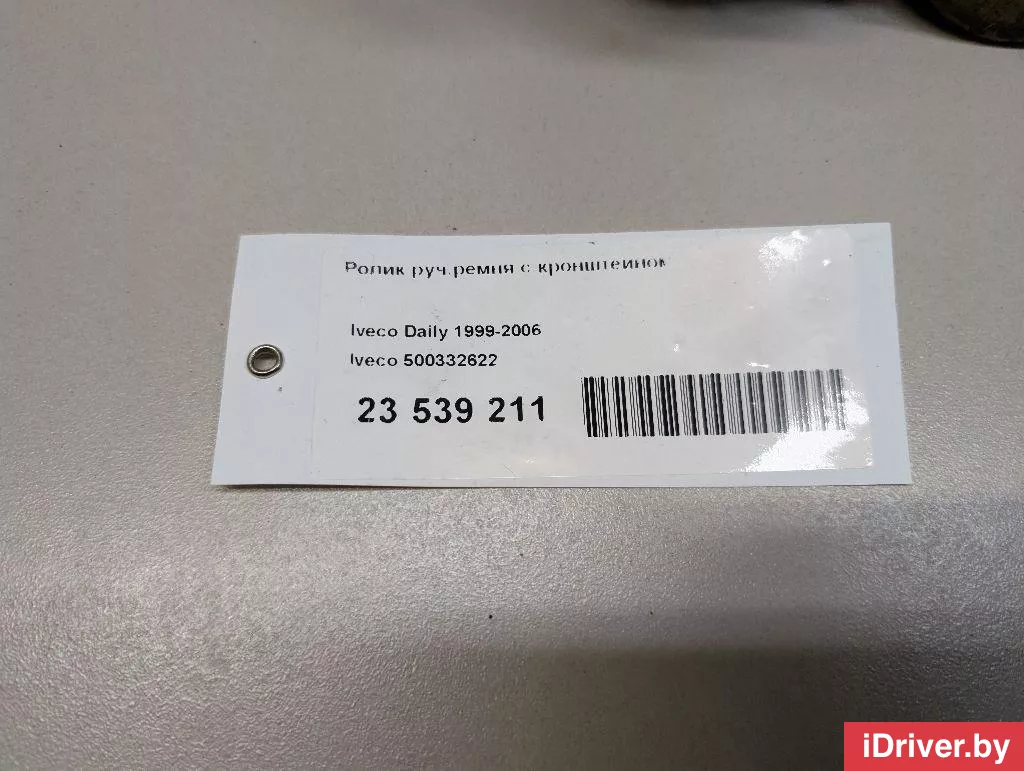 Ролик руч.ремня с кронштейном
Iveco Daily 1999-2006
Iveco 500332622
23 539 211
iDriver.by